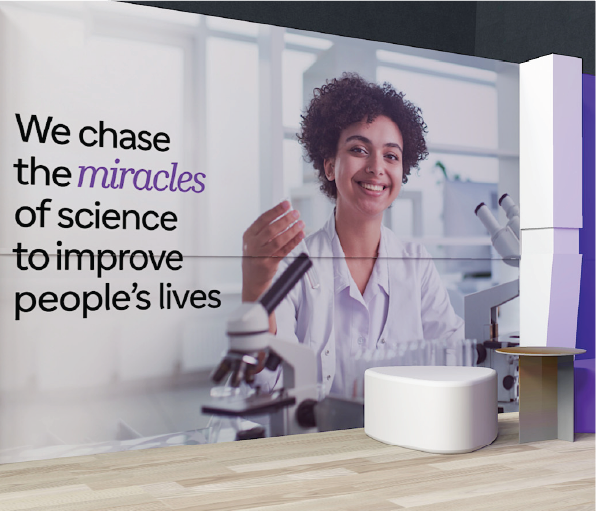 We chase
the miracles
of science
to improve
people's lives